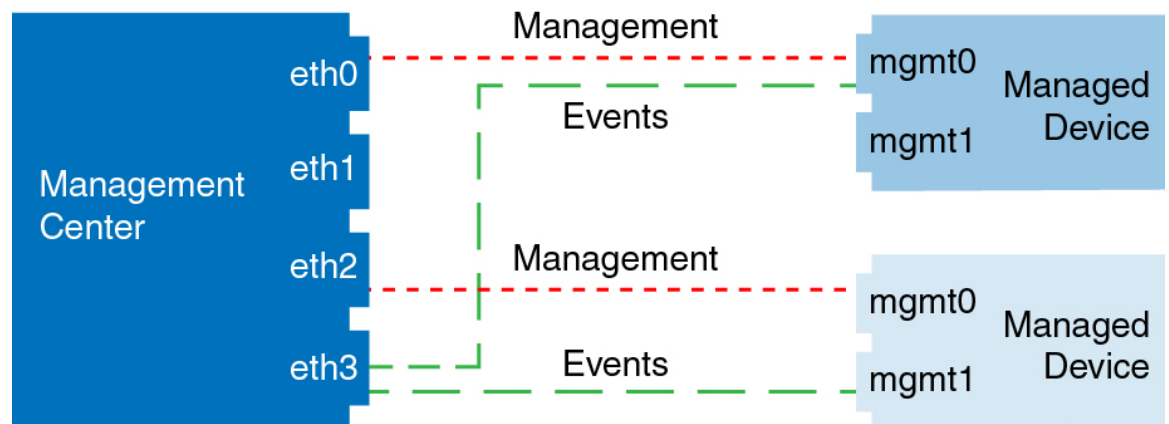 Management
Center
eth0
eth1
eth2
eth3
Management
Events
Management
Events
mgmt0
mgmt1
Managed
Device
mgmt0
mgmt1
Managed
Device